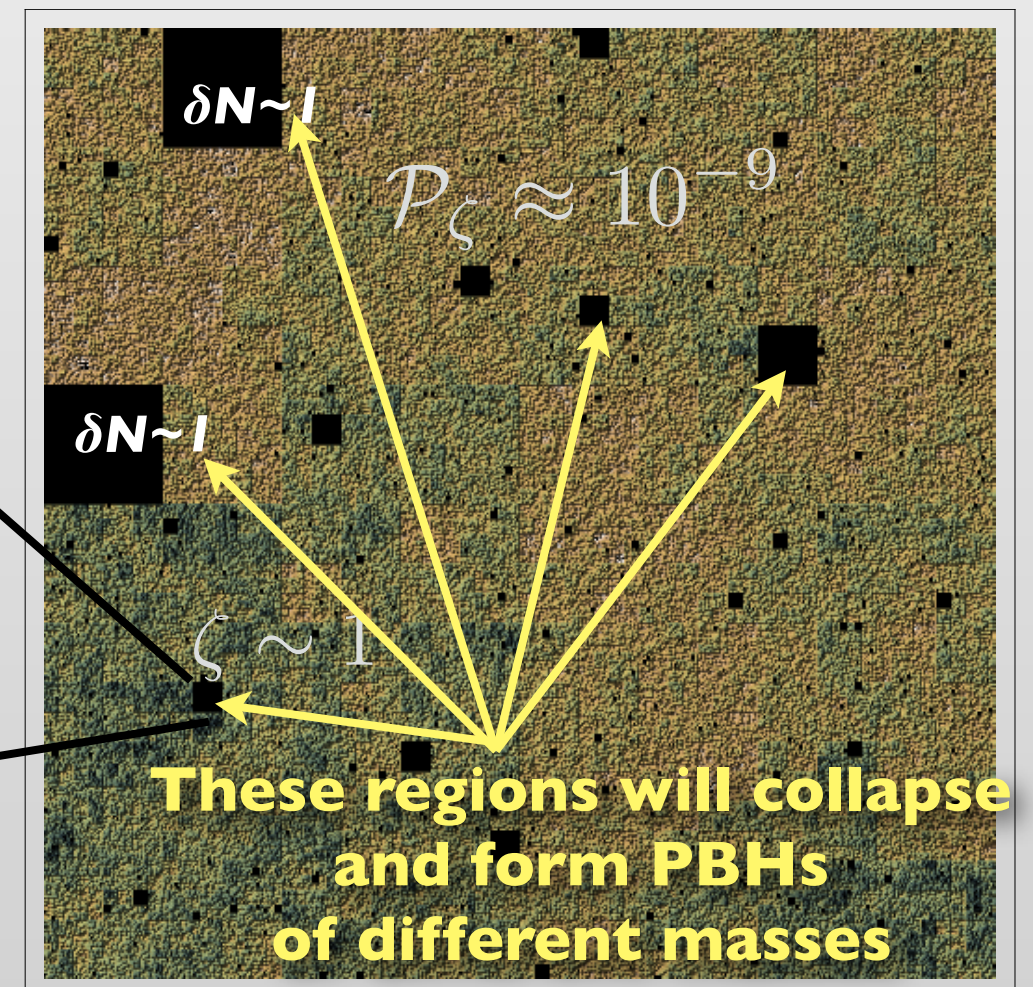 δN~1
𝒫_ζ ≈ 10⁻⁹
δN~1
ζ ∼ 1
These regions will collapse
and form PBHs
of different masses